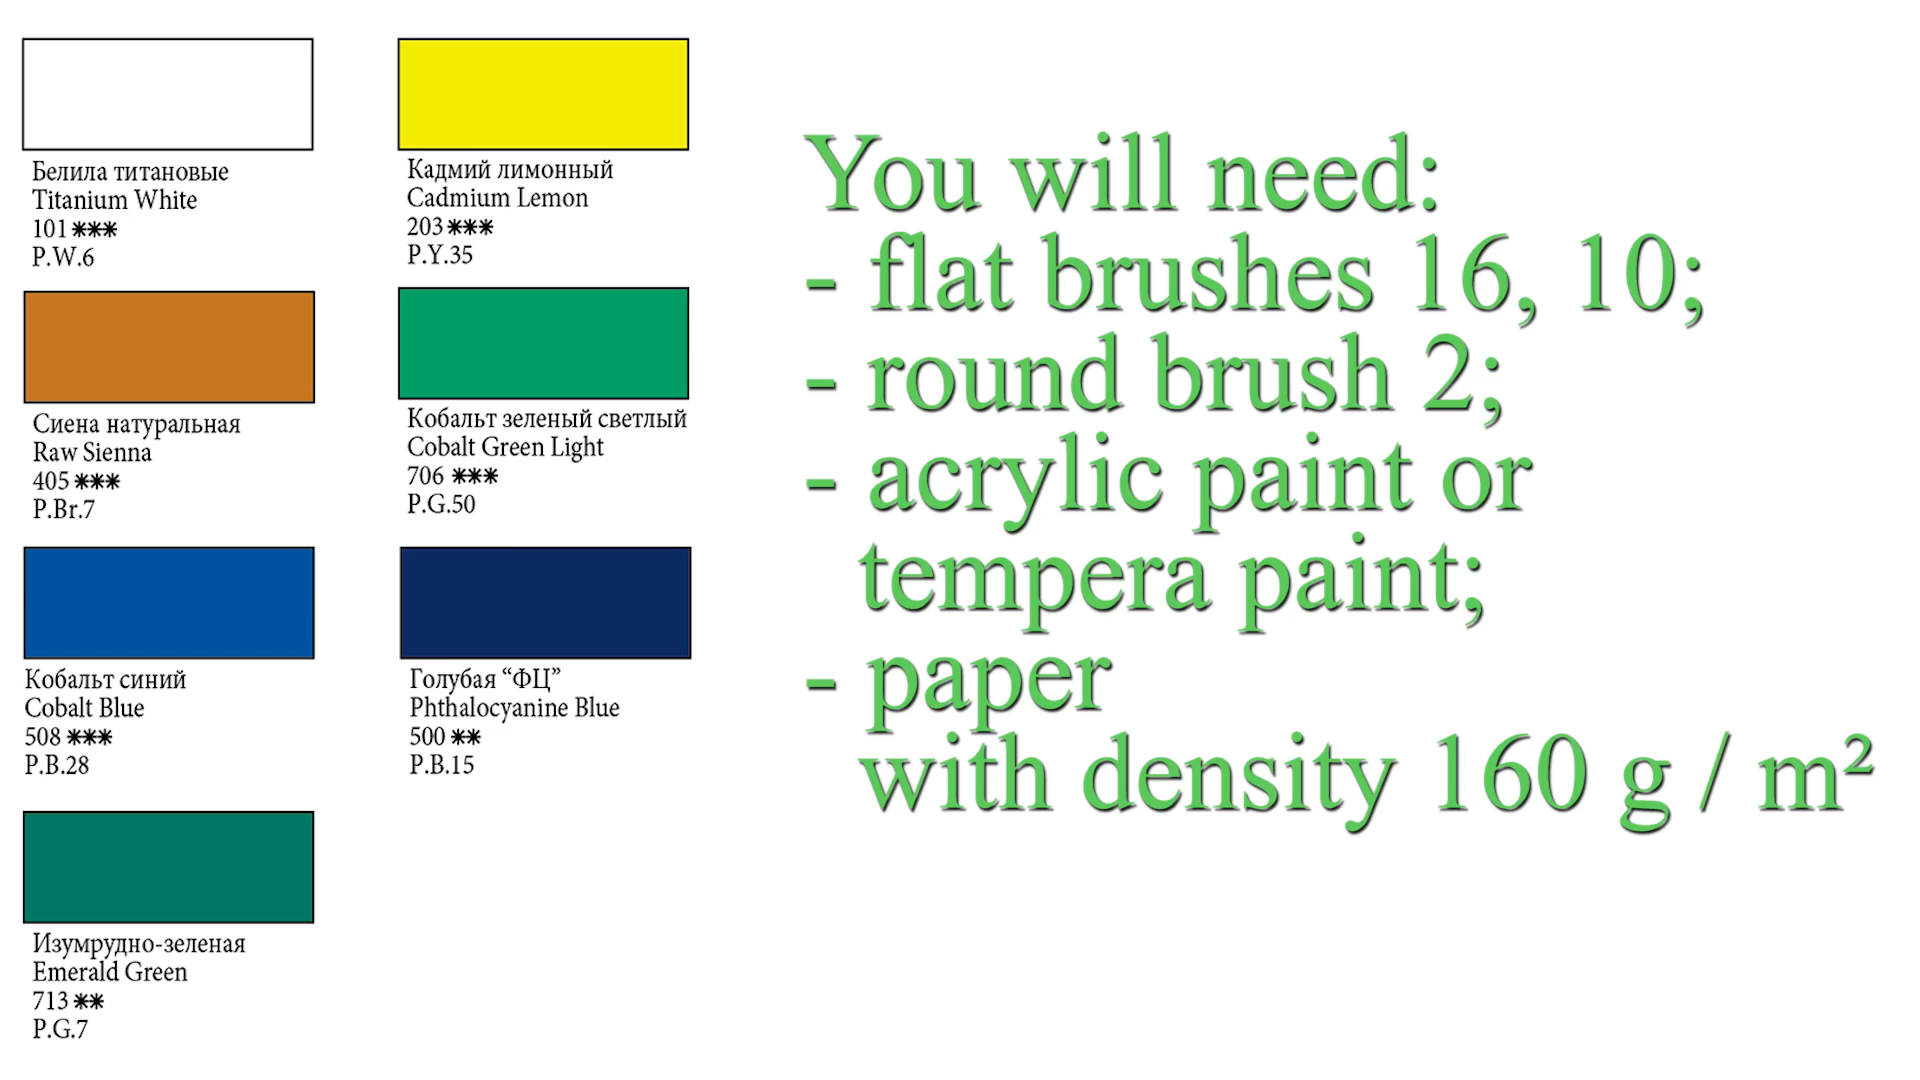 Белила титановые
Titanium White
101 ✱✱✱
P.W.6
Кадмий лимонный
Cadmium Lemon
203 ✱✱✱
P.Y.35
Сиена натуральная
Raw Sienna
405 ✱✱✱
P.Br.7
Кобальт зеленый светлый
Cobalt Green Light
706 ✱✱✱
P.G.50
Кобальт синий
Cobalt Blue
508 ✱✱✱
P.B.28
Голубая “ФЦ”
Phthalocyanine Blue
500 ✱✱
P.B.15
Изумрудно-зеленая
Emerald Green
713 ✱✱
P.G.7
You will need:
- flat brushes 16, 10;
- round brush 2;
- acrylic paint or
tempera paint;
- paper
with density 160 g / m²